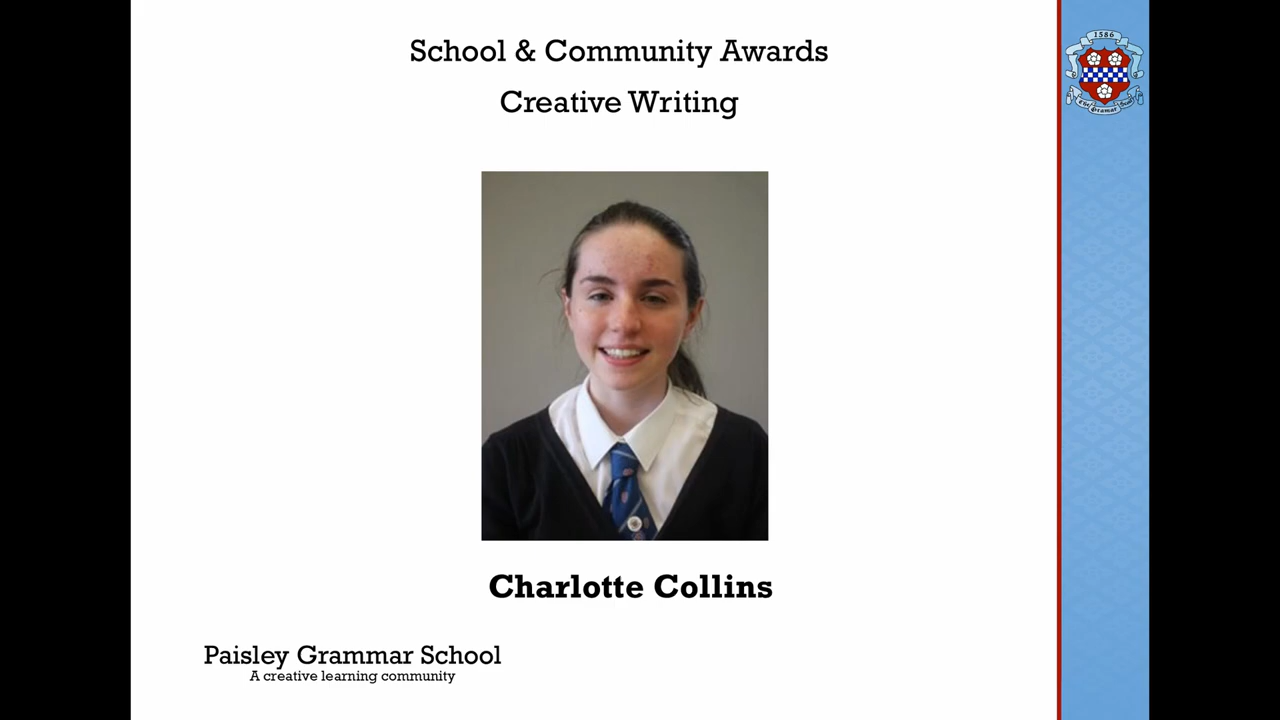 School & Community Awards
1586
Creative Writing
Charlotte Collins
Paisley Grammar School
A creative learning community